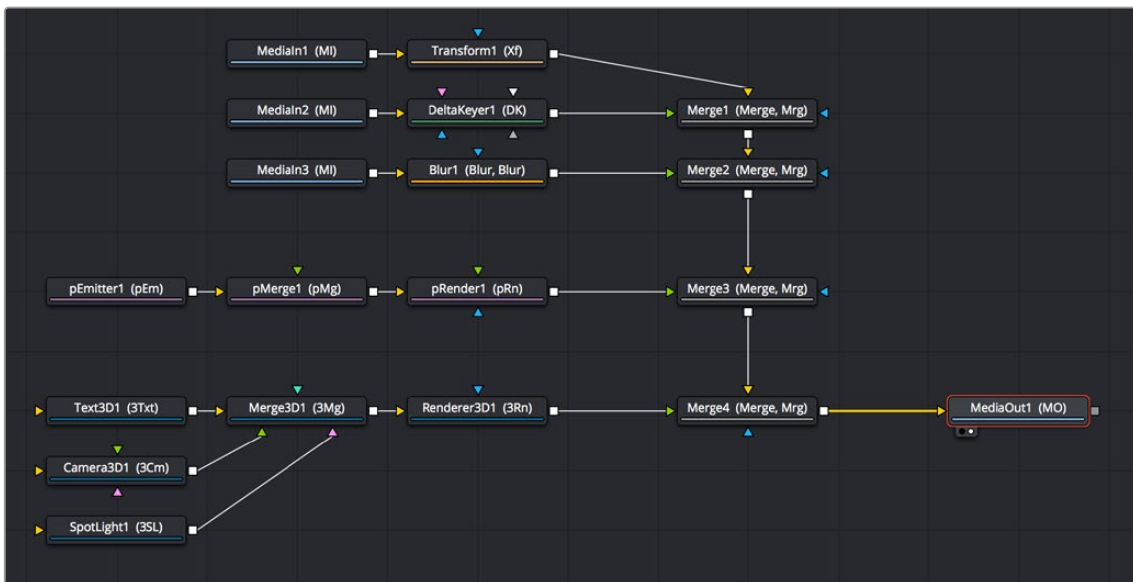 MediaIn1 (MI)
Transform1 (Xf)
MediaIn2 (MI)
DeltaKeyer1 (DK)
Merge1 (Merge, Mrg)
MediaIn3 (MI)
Blur1 (Blur, Blur)
Merge2 (Merge, Mrg)
pEmitter1 (pEm)
pMerge1 (pMg)
pRender1 (pRn)
Merge3 (Merge, Mrg)
Text3D1 (3Txt)
Merge3D1 (3Mg)
Renderer3D1 (3Rn)
Merge4 (Merge, Mrg)
MediaOut1 (MO)
Camera3D1 (3Cm)
SpotLight1 (3SL)